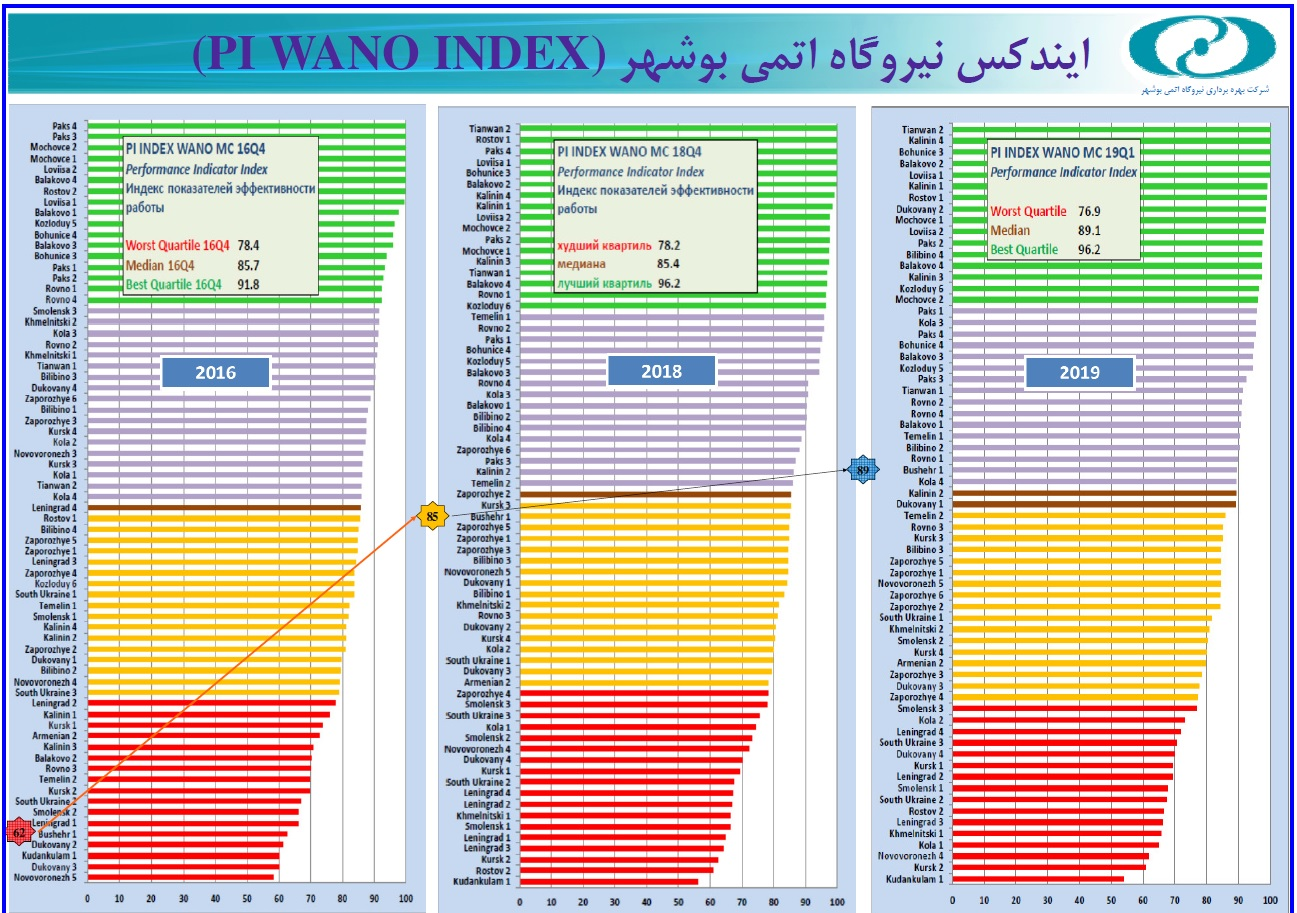 ایندکس نیروگاه اتمی بوشهر (PI WANO INDEX)
شرکت بهره برداری نیروگاه اتمی بوشهر
PI INDEX WANO MC 16Q4
Performance Indicator Index
Индекс показателей эффективности
работы
Worst Quartile 16Q4 78.4
Median 16Q4 85.7
Best Quartile 16Q4 91.8
2016
Paks 4
Paks 3
Mochovce 2
Mochovce 1
Loviisa 2
Balakovo 4
Rostov 2
Loviisa 1
Balakovo 1
Kozloduy 5
Bohunice 4
Balakovo 3
Bohunice 3
Paks 1
Paks 2
Rovno 1
Rovno 4
Smolensk 3
Khmelnitski 2
Kola 3
Rovno 2
Khmelnitski 1
Tianwan 1
Bilibino 3
Dukovany 4
Zaporozhye 6
Bilibino 1
Zaporozhye 3
Kursk 4
Kola 2
Novovoronezh 3
Kursk 3
Kola 1
Tianwan 2
Kola 4
Leningrad 4
Rostov 1
Bilibino 4
Zaporozhye 5
Zaporozhye 1
Leningrad 3
Zaporozhye 4
Kozloduy 6
South Ukraine 1
Temelin 1
Smolensk 1
Kalinin 4
Kalinin 2
Zaporozhye 2
Dukovany 1
Bilibino 2
Novovoronezh 4
South Ukraine 3
Leningrad 2
Kalinin 1
Kursk 1
Armenian 2
Kalinin 3
Balakovo 2
Rovno 3
Temelin 2
Kursk 2
South Ukraine 2
Smolensk 2
Leningrad 1
62
Bushehr 1
Dukovany 2
Kudankulam 1
Dukovany 3
Novovoronezh 5
0 10 20 30 40 50 60 70 80 90 100
PI INDEX WANO MC 18Q4
Performance Indicator Index
Индекс показателей эффективности
работы
худший квартиль 78.2
медиана 85.4
лучший квартиль 96.2
2018
Tianwan 2
Rostov 1
Paks 4
Loviisa 1
Bohunice 3
Balakovo 2
Kalinin 4
Kalinin 1
Loviisa 2
Mochovce 2
Paks 2
Mochovce 1
Kalinin 3
Tianwan 1
Balakovo 4
Rovno 1
Kozloduy 6
Temelin 1
Rovno 2
Paks 1
Bohunice 4
Kozloduy 5
Balakovo 3
Rovno 4
Kola 3
Balakovo 1
Bilibino 2
Bilibino 4
Kola 4
Zaporozhye 6
Paks 3
Kalinin 2
Temelin 2
Zaporozhye 2
Kursk 3
85
Bushehr 1
Zaporozhye 5
Zaporozhye 1
Zaporozhye 3
Bilibino 3
Novovoronezh 5
Dukovany 1
Bilibino 1
Khmelnitski 2
Rovno 3
Dukovany 2
Kursk 4
Kola 2
South Ukraine 1
Dukovany 3
Armenian 2
Zaporozhye 4
Smolensk 3
South Ukraine 3
Kola 1
Smolensk 2
Novovoronezh 4
Dukovany 4
Kursk 1
South Ukraine 2
Leningrad 4
Leningrad 2
Khmelnitski 1
Smolensk 1
Leningrad 1
Leningrad 3
Kursk 2
Rostov 2
Kudankulam 1
0 10 20 30 40 50 60 70 80 90 100
PI INDEX WANO MC 19Q1
Performance Indicator Index
Worst Quartile 76.9
Median 89.1
Best Quartile 96.2
2019
Tianwan 2
Kalinin 4
Bohunice 3
Balakovo 2
Loviisa 1
Kalinin 1
Rostov 1
Dukovany 2
Mochovce 1
Loviisa 2
Paks 2
Bilibino 4
Balakovo 4
Kalinin 3
Kozloduy 6
Mochovce 2
Paks 1
Kola 3
Paks 4
Bohunice 4
Balakovo 3
Kozloduy 5
Paks 3
Tianwan 1
Rovno 2
Rovno 4
Balakovo 1
Temelin 1
Bilibino 2
Rovno 1
89
Bushehr 1
Kola 4
Kalinin 2
Dukovany 1
Temelin 2
Rovno 3
Kursk 3
Bilibino 3
Zaporozhye 5
Zaporozhye 1
Novovoronezh 5
Zaporozhye 6
Zaporozhye 2
South Ukraine 1
Khmelnitski 2
Smolensk 2
Kursk 4
Armenian 2
Zaporozhye 3
Dukovany 3
Zaporozhye 4
Smolensk 3
Kola 2
Leningrad 4
South Ukraine 3
Dukovany 4
Kursk 1
Leningrad 2
Smolensk 1
South Ukraine 2
Rostov 2
Leningrad 3
Khmelnitski 1
Kola 1
Novovoronezh 4
Kursk 2
Kudankulam 1
0 10 20 30 40 50 60 70 80 90 100